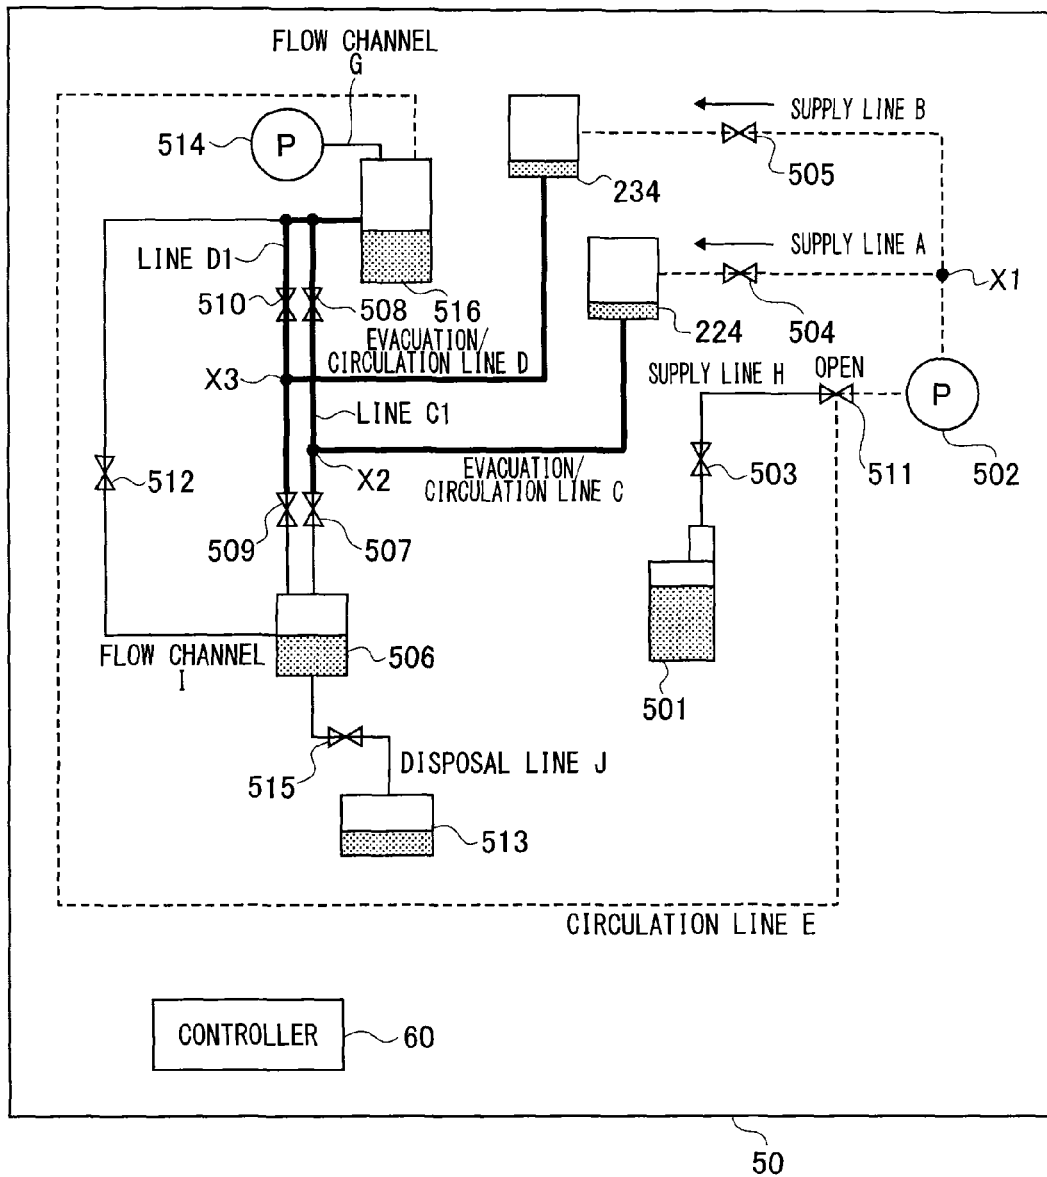 FLOW CHANNEL
G
514
P
SUPPLY LINE B
505
234
LINE D1
510
508
516
SUPPLY LINE A
X1
504
224
EVACUATION/
CIRCULATION LINE D
X3
SUPPLY LINE H
OPEN
P
LINE C1
503
511
502
X2
EVACUATION/
CIRCULATION LINE C
512
509
507
FLOW CHANNEL
I
506
501
515
DISPOSAL LINE J
513
CIRCULATION LINE E
CONTROLLER
60
50